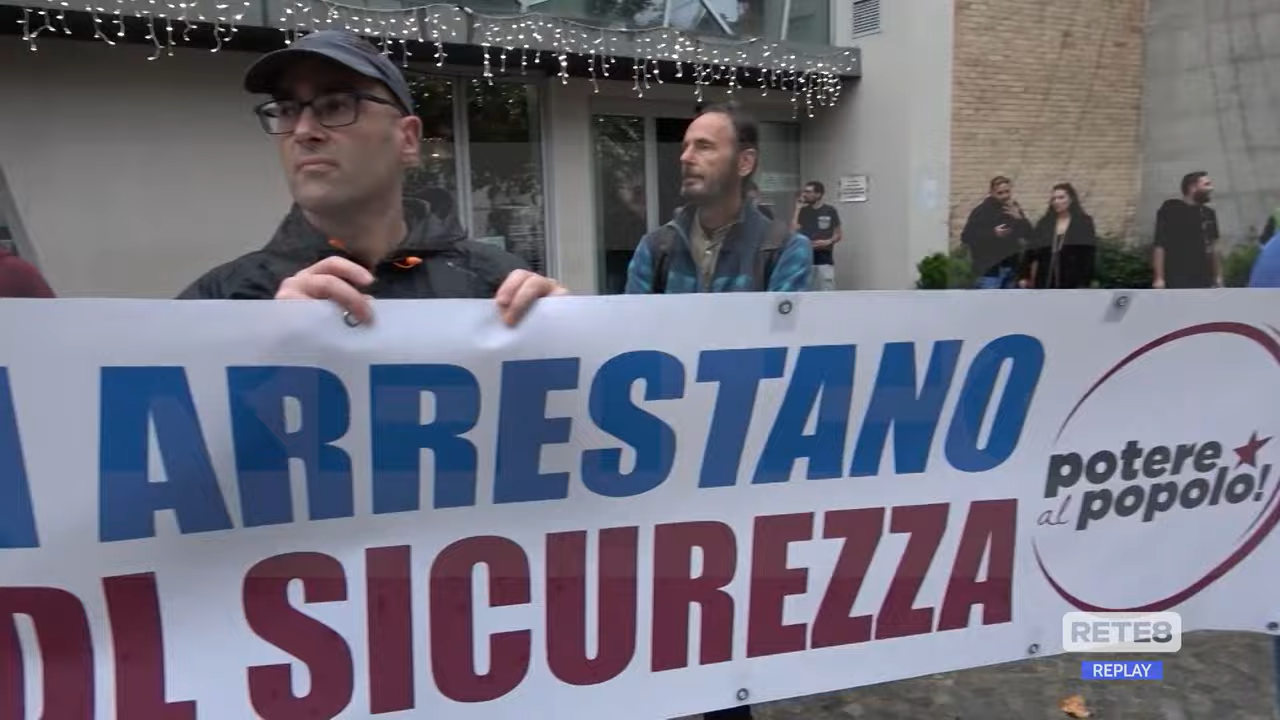 ARRESTANO
DL SICUREZZA
potere
al popolo!
RETE8
REPLAY